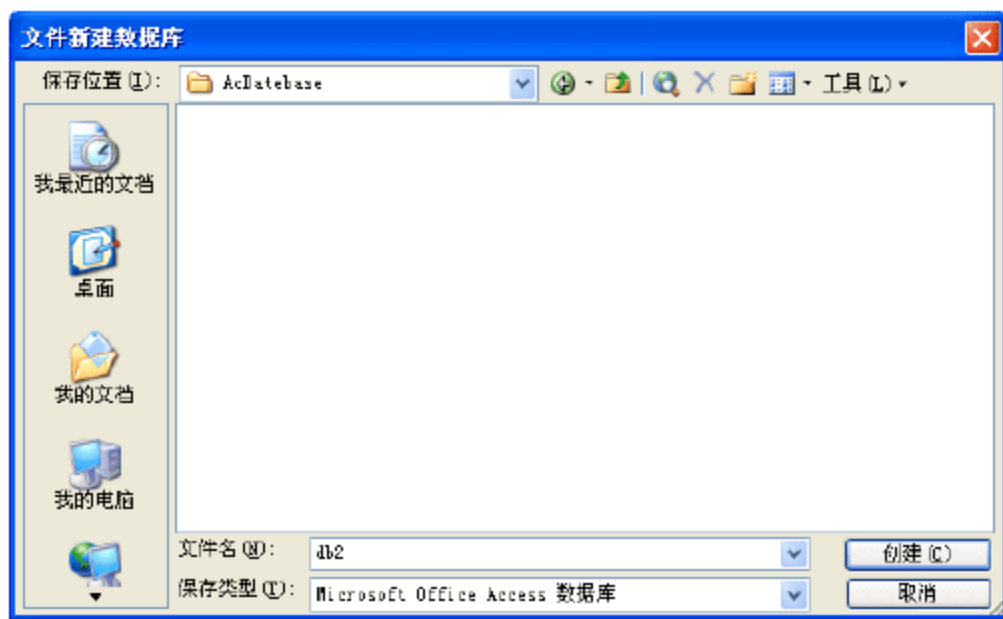 文件新建数据库
保存位置(I):
AcDatebase
工具(L)
我最近的文档
桌面
我的文档
我的电脑
文件名(N):
db2
创建(C)
保存类型(T):
Microsoft Office Access 数据库
取消